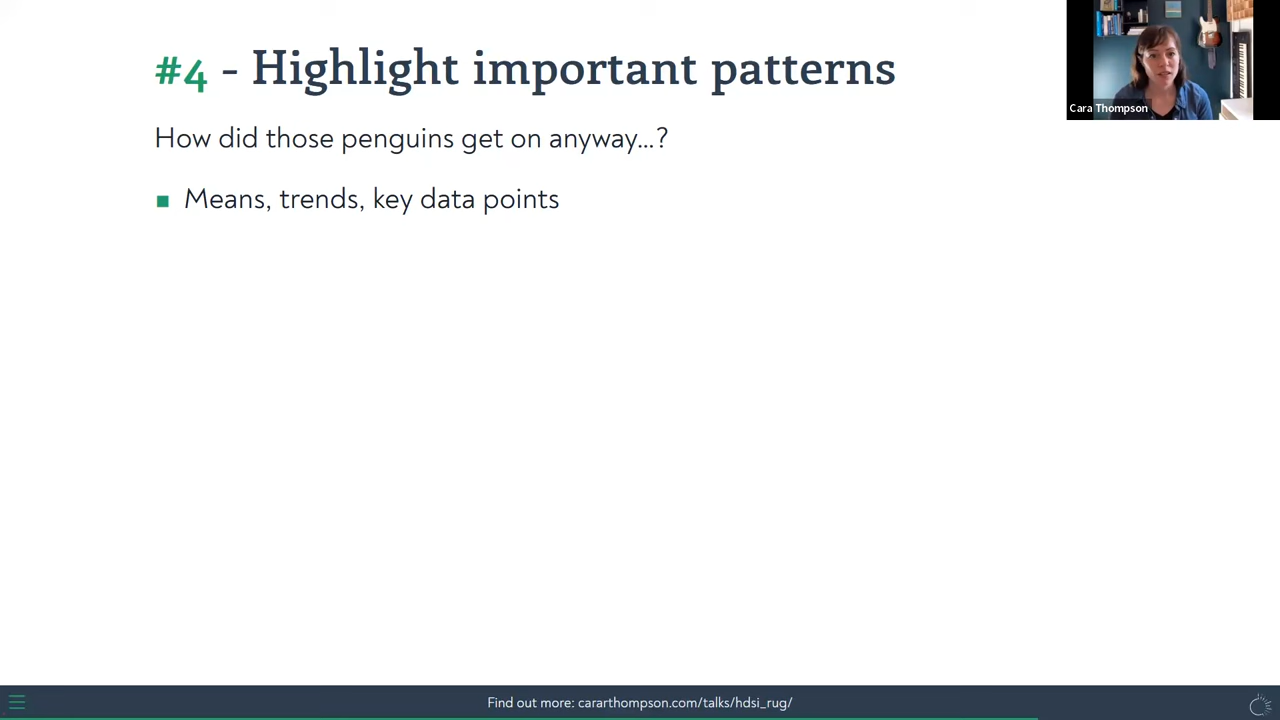 #4 - Highlight important patterns
Cara Thompson
How did those penguins get on anyway...?
Means, trends, key data points
Find out more: cararthompson.com/talks/hdsi_rug/